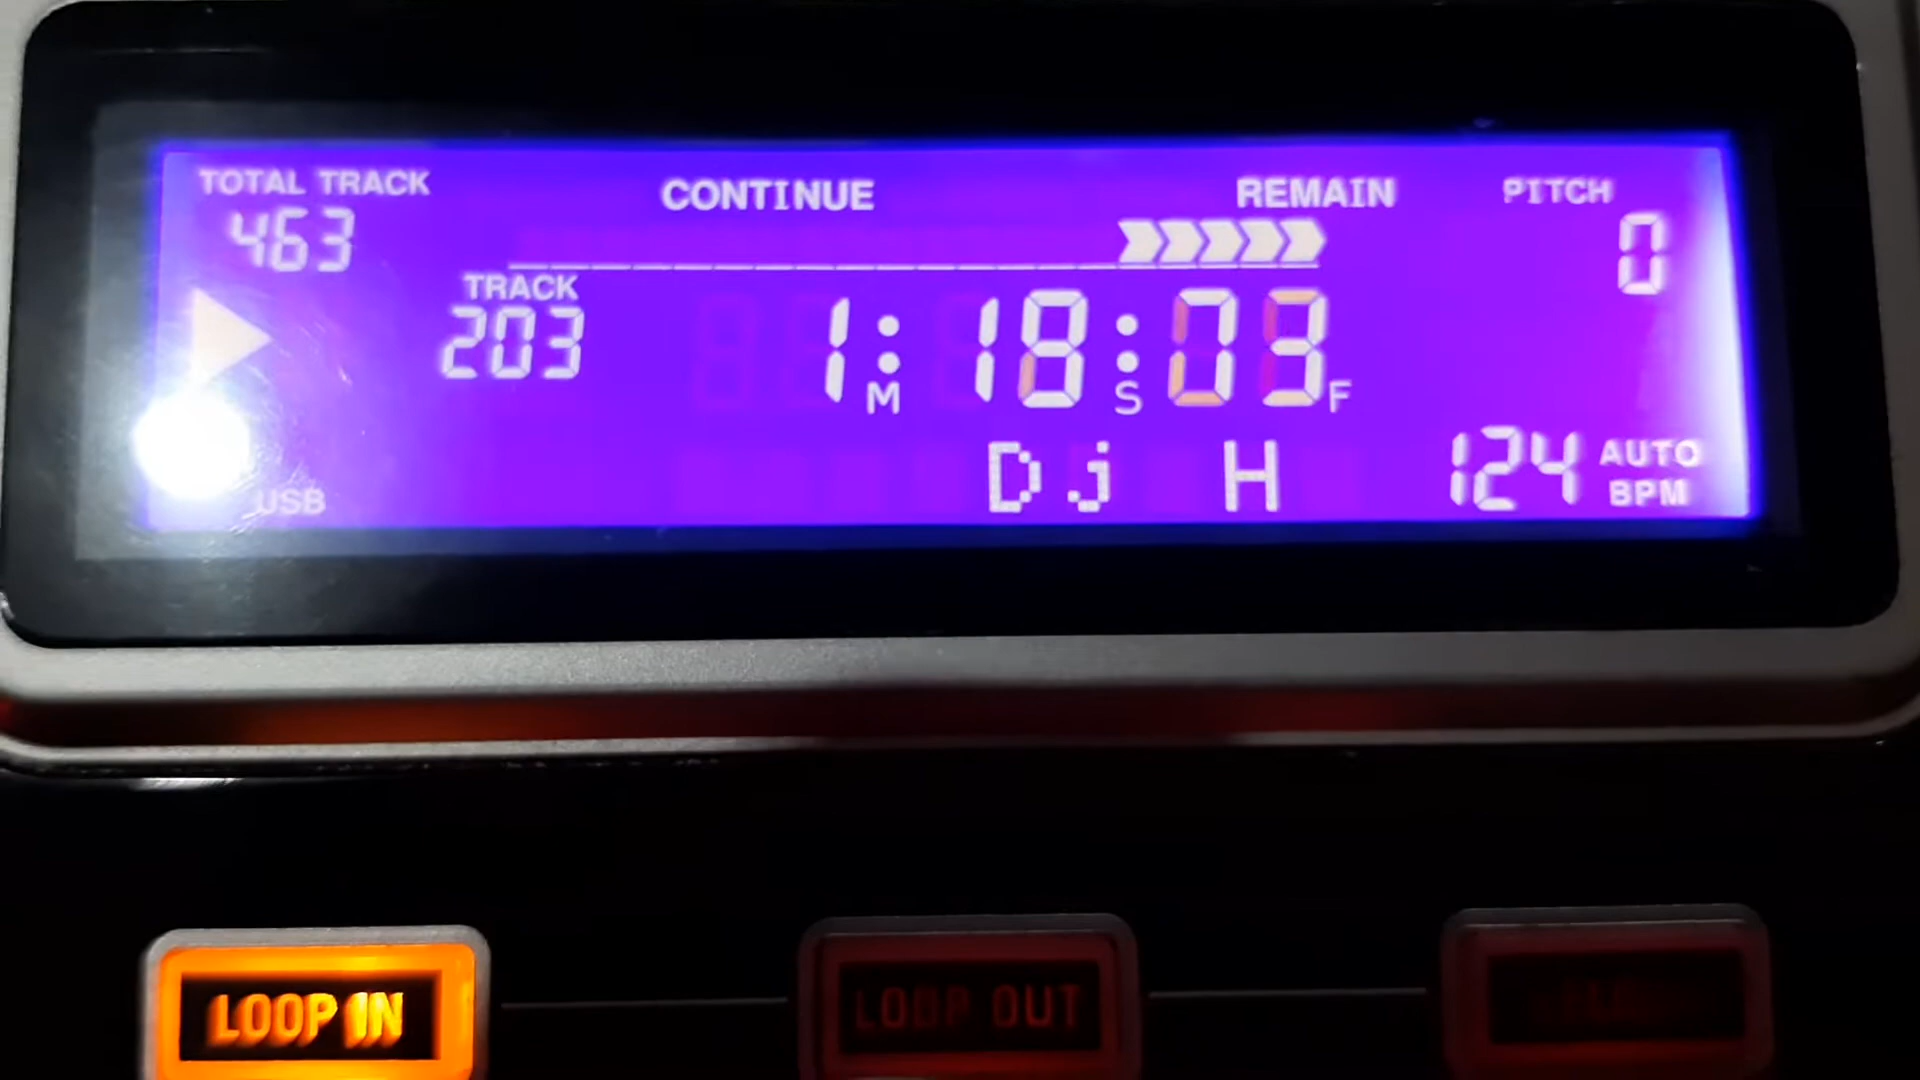 TOTAL TRACK
463
CONTINUE
REMAIN
PITCH
0
TRACK
203
1:18:03
M S F
Dj H
124 AUTO BPM
USB
LOOP IN
LOOP OUT